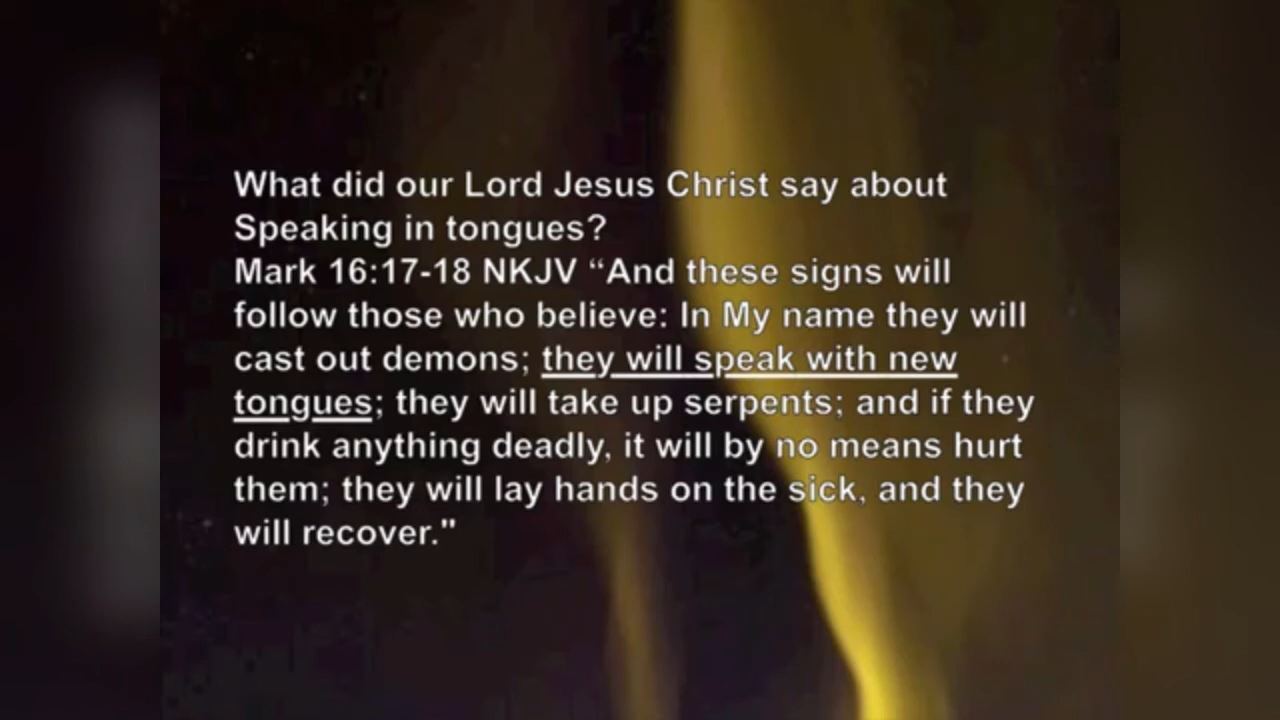 What did our Lord Jesus Christ say about
Speaking in tongues?
Mark 16:17-18 NKJV “And these signs will
follow those who believe: In My name they will
cast out demons; they will speak with new
tongues; they will take up serpents; and if they
drink anything deadly, it will by no means hurt
them; they will lay hands on the sick, and they
will recover."